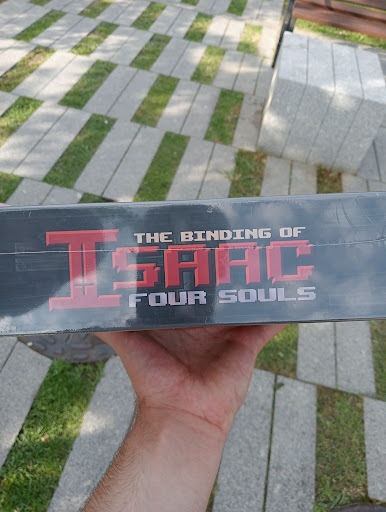 THE BINDING OF
ISAAC
FOUR SOULS